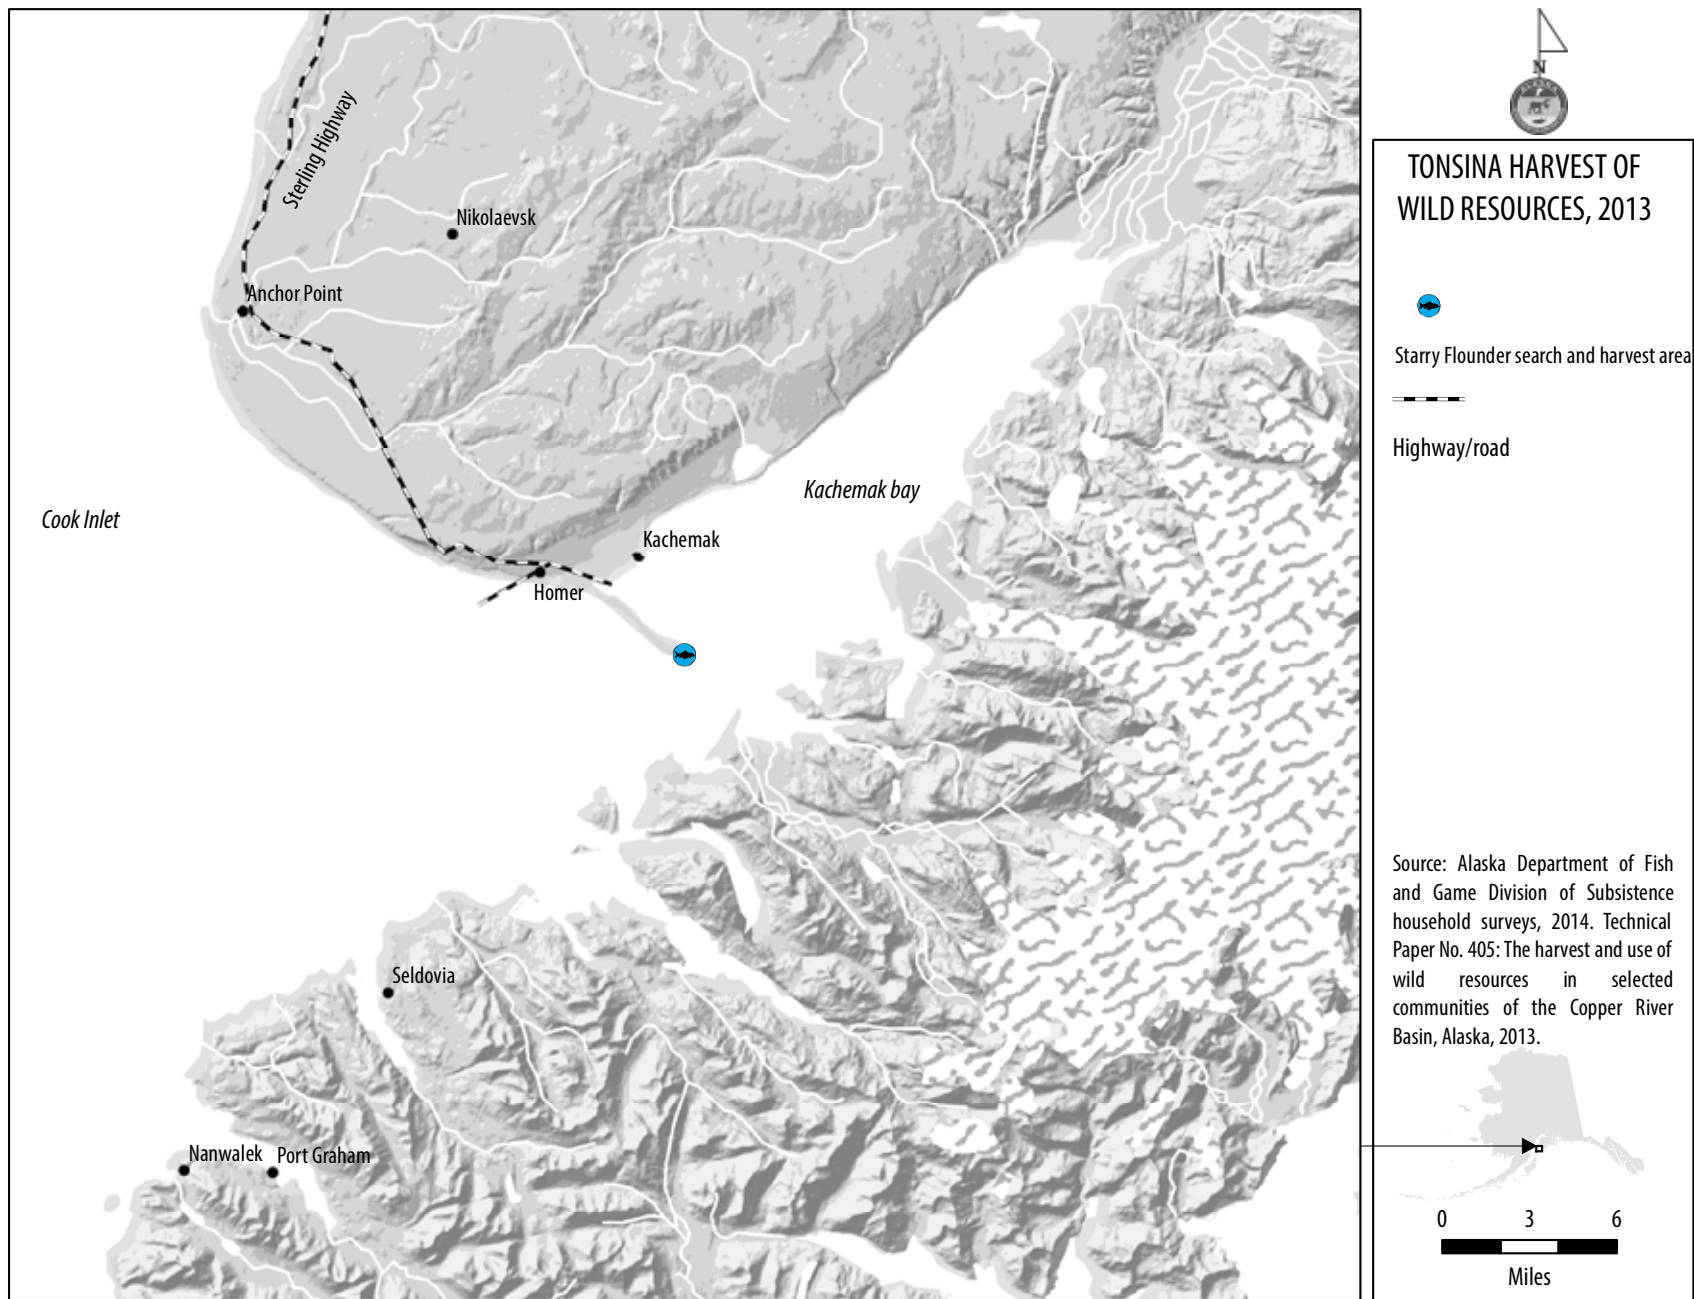 Sterling Highway
Nikolaevsk
Anchor Point
Cook Inlet
Kachemak bay
Kachemak
Homer
Seldovia
Nanwalek
Port Graham
N
TONSINA HARVEST OF
WILD RESOURCES, 2013
Starry Flounder search and harvest area
Highway/road
Source: Alaska Department of Fish
and Game Division of Subsistence
household surveys, 2014. Technical
Paper No. 405: The harvest and use of
wild resources in selected
communities of the Copper River
Basin, Alaska, 2013.
0 3 6
Miles